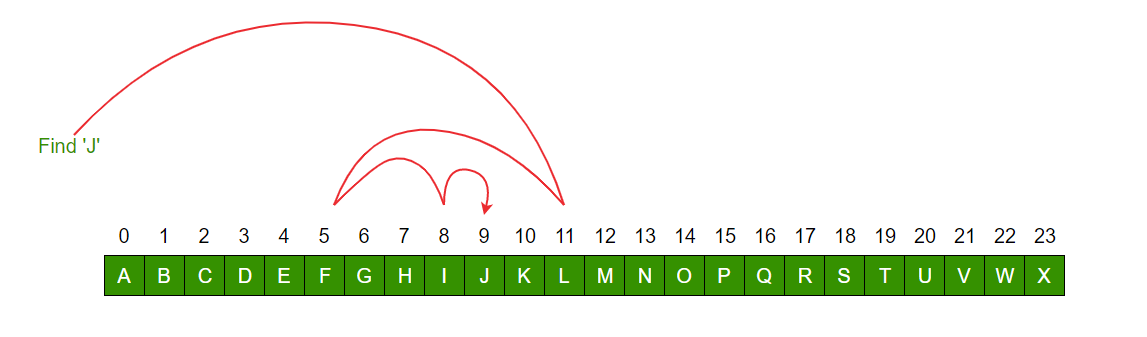 Find 'J'
0 1 2 3 4 5 6 7 8 9 10 11 12 13 14 15 16 17 18 19 20 21 22 23
A B C D E F G H I J K L M N O P Q R S T U V W X